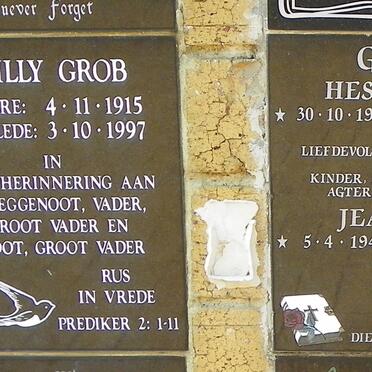 never Forget
ILLY GROB
RE: 4·11·1915
LEDE: 3·10·1997
IN
HERINNERING AAN
EGGENOOT, VADER,
ROOT VADER EN
OOT, GROOT VADER
RUS
IN VREDE
PREDIKER 2: 1-11
G
HES
30·10·19
LIEFDEVOL
KINDER,
AGTER
JEA
5·4·194
DIE